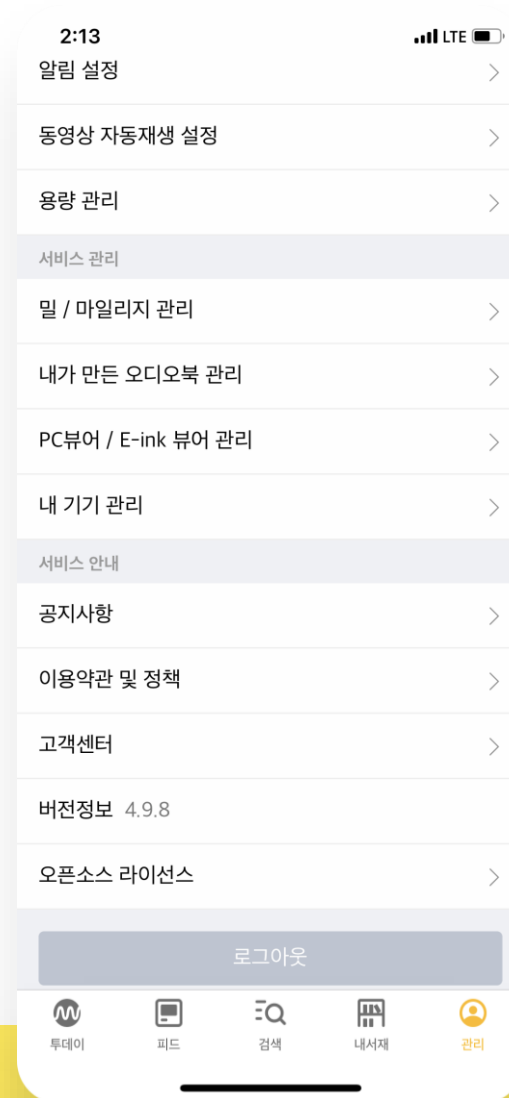 2:13 LTE
알림 설정
동영상 자동재생 설정
용량 관리
서비스 관리
밀 / 마일리지 관리
내가 만든 오디오북 관리
PC뷰어 / E-ink 뷰어 관리
내 기기 관리
서비스 안내
공지사항
이용약관 및 정책
고객센터
버전정보 4.9.8
오픈소스 라이선스
로그아웃
투데이 피드 검색 내서재 관리